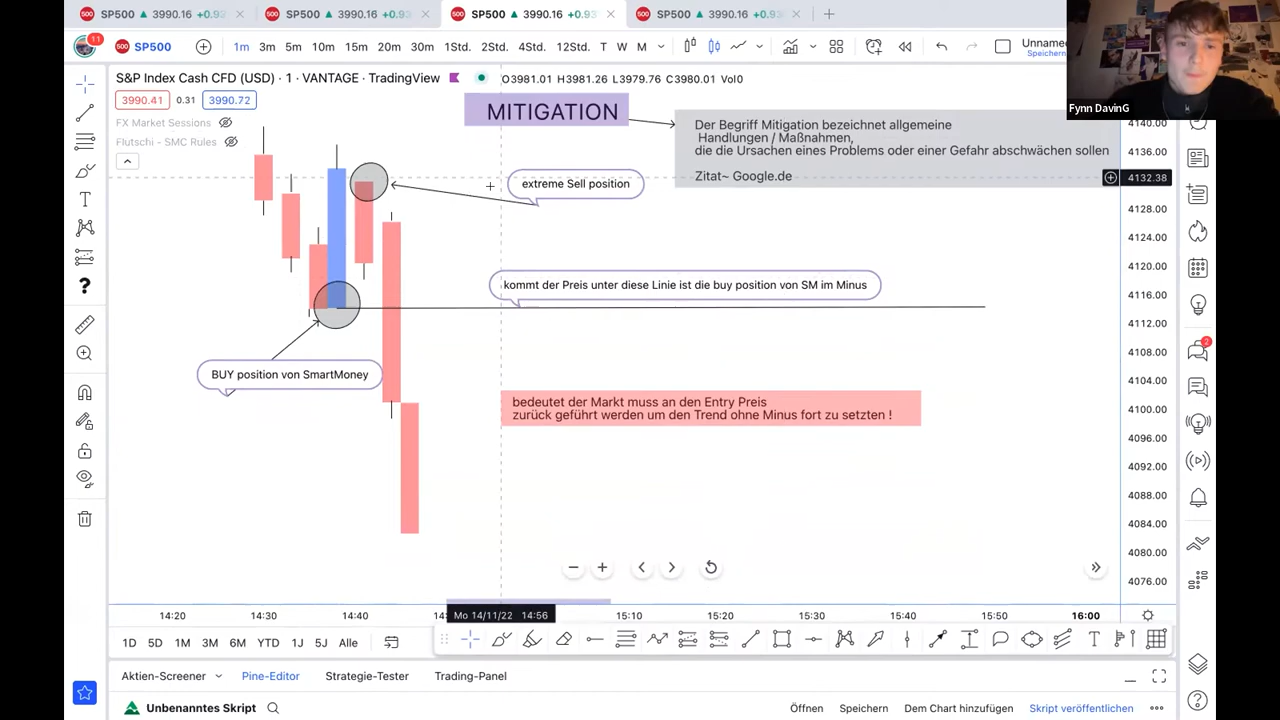 SP500 ▲ 3990.16 +0.93
SP500 ▲ 3990.16 +0.93
SP500 ▲ 3990.16 +0.93
SP500 ▲ 3990.16 +0.93
11
500 SP500
1m 3m 5m 10m 15m 20m 30m 1Std. 2Std. 4Std. 12Std. T W M
Unname
Speichern
Fynn DavinG
S&P Index Cash CFD (USD) · 1 · VANTAGE · TradingView
O3981.01 H3981.26 L3979.76 C3980.01 Vol0
3990.41 0.31 3990.72
FX Market Sessions
Flutschi - SMC Rules
MITIGATION
Der Begriff Mitigation bezeichnet allgemeine
Handlungen / Maßnahmen,
die die Ursachen eines Problems oder einer Gefahr abschwächen sollen
Zitat~ Google.de
extreme Sell position
kommt der Preis unter diese Linie ist die buy position von SM im Minus
BUY position von SmartMoney
bedeutet der Markt muss an den Entry Preis
zurück geführt werden um den Trend ohne Minus fort zu setzten !
4140.00
4136.00
4132.38
4128.00
4124.00
4120.00
4116.00
4112.00
4108.00
4104.00
4100.00
4096.00
4092.00
4088.00
4084.00
4080.00
4076.00
2
14:20 14:30 14:40 Mo 14/11/22 14:56 15:10 15:20 15:30 15:40 15:50 16:00
1D 5D 1M 3M 6M YTD 1J 5J Alle
Aktien-Screener Pine-Editor Strategie-Tester Trading-Panel
Unbenanntes Skript
Öffnen Speichern Dem Chart hinzufügen Skript veröffentlichen